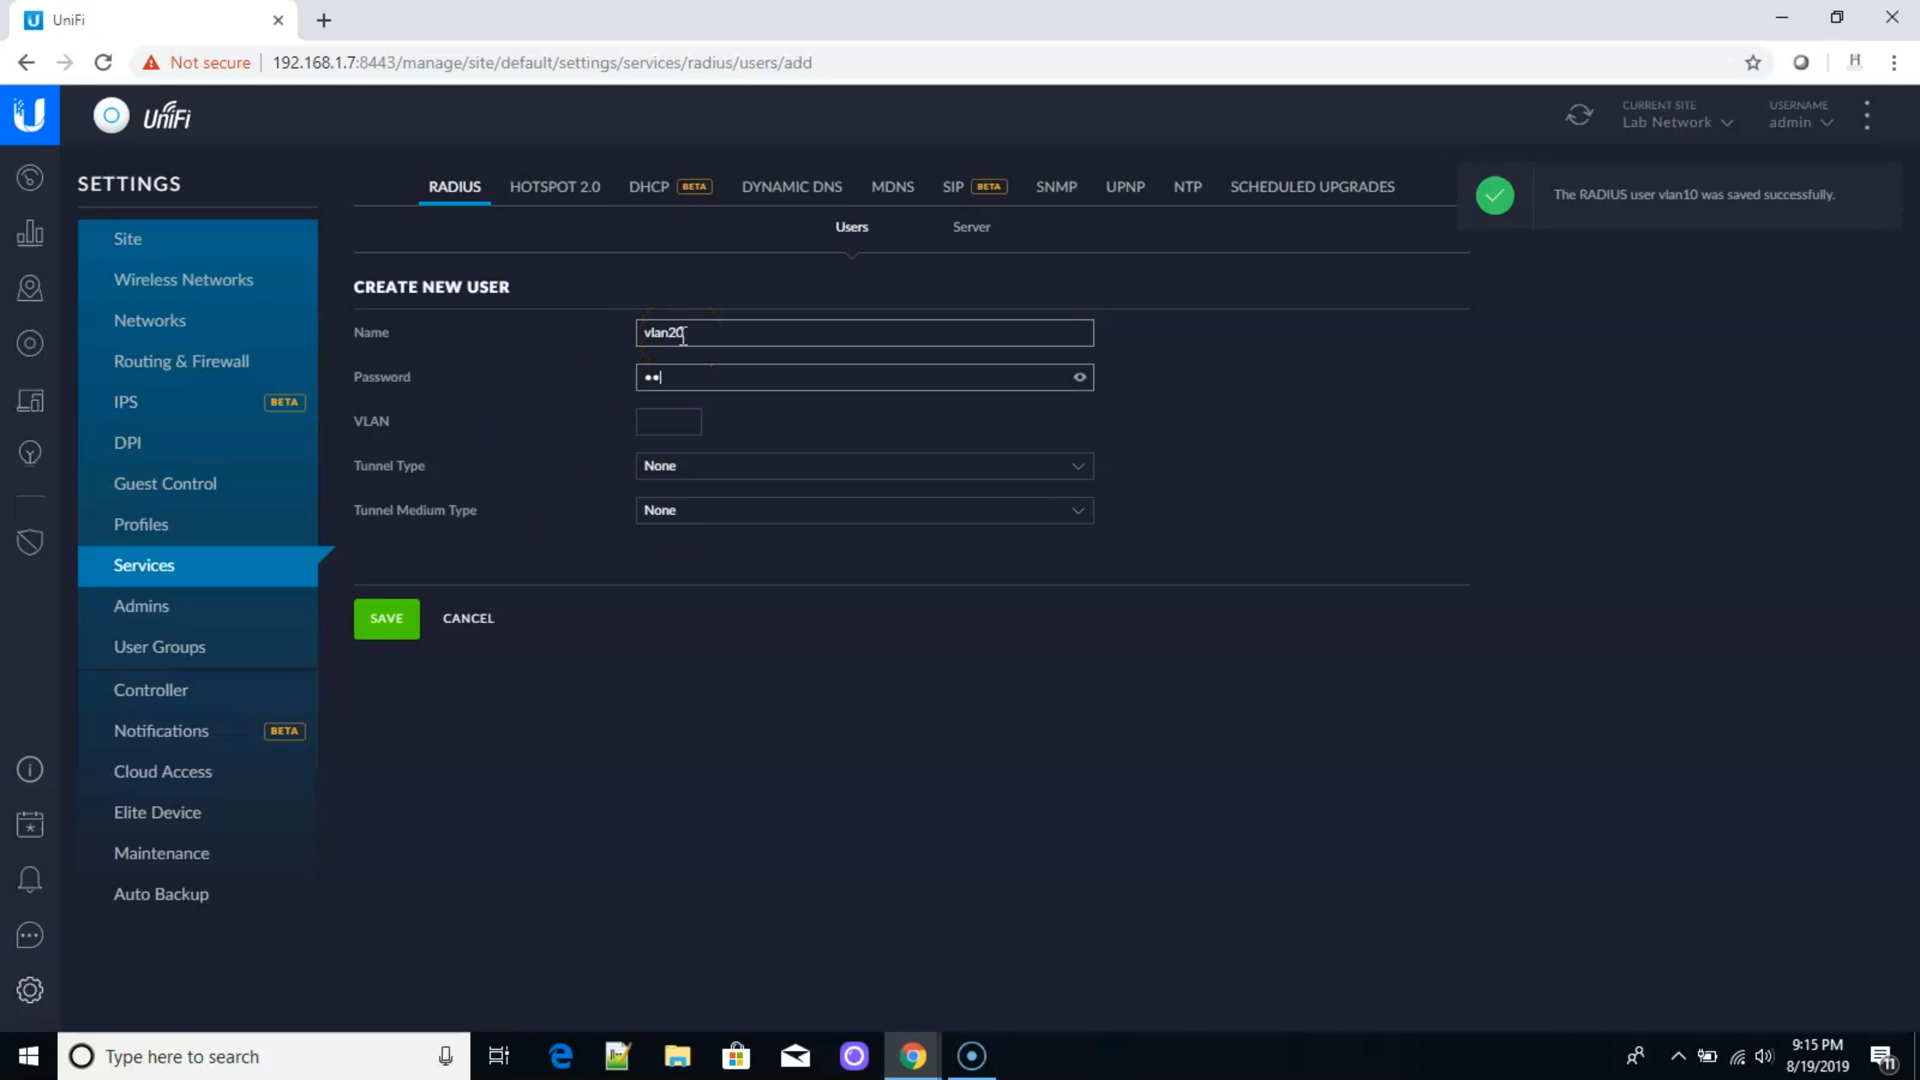 UniFi
Not secure
192.168.1.7:8443/manage/site/default/settings/services/radius/users/add
UniFi
CURRENT SITE
Lab Network
USERNAME
admin
SETTINGS
RADIUS
HOTSPOT 2.0
DHCP BETA
DYNAMIC DNS
MDNS
SIP BETA
SNMP
UPNP
NTP
SCHEDULED UPGRADES
The RADIUS user vlan10 was saved successfully.
Users
Server
Site
Wireless Networks
Networks
Routing & Firewall
IPS BETA
DPI
Guest Control
Profiles
Services
Admins
User Groups
Controller
Notifications BETA
Cloud Access
Elite Device
Maintenance
Auto Backup
CREATE NEW USER
Name
vlan20
Password
••
VLAN
Tunnel Type
None
Tunnel Medium Type
None
SAVE
CANCEL
Type here to search
9:15 PM
8/19/2019
11